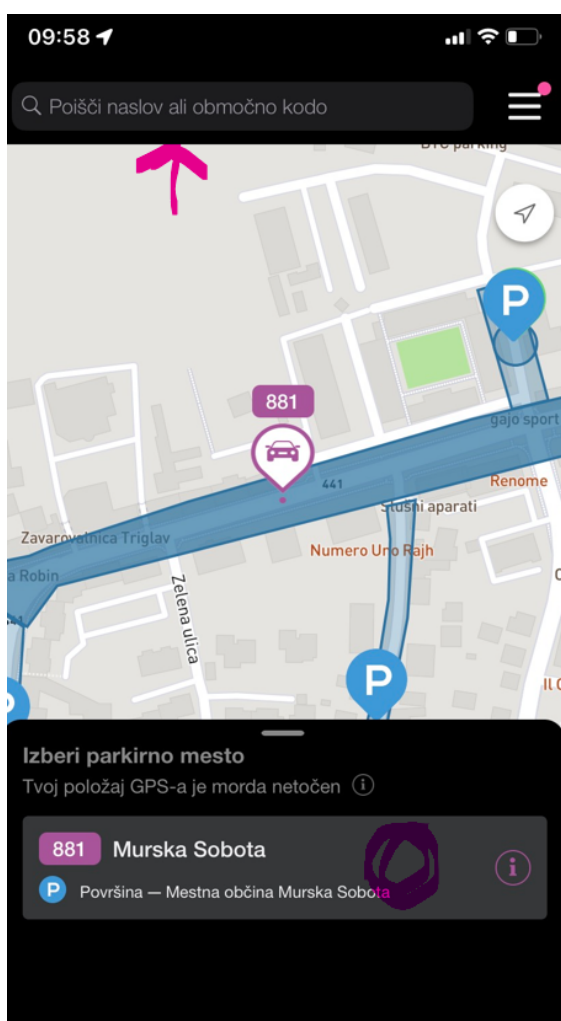 09:58
Poišči naslov ali območno kodo
BTC parking
881
gajo sport
441
Renome
Slušni aparati
Zavarovalnica Triglav
Numero Uno Rajh
a Robin
Zelena ulica
441
P
P
Izberi parkirno mesto
Tvoj položaj GPS-a je morda netočen
881 Murska Sobota
P Površina — Mestna občina Murska Sobota